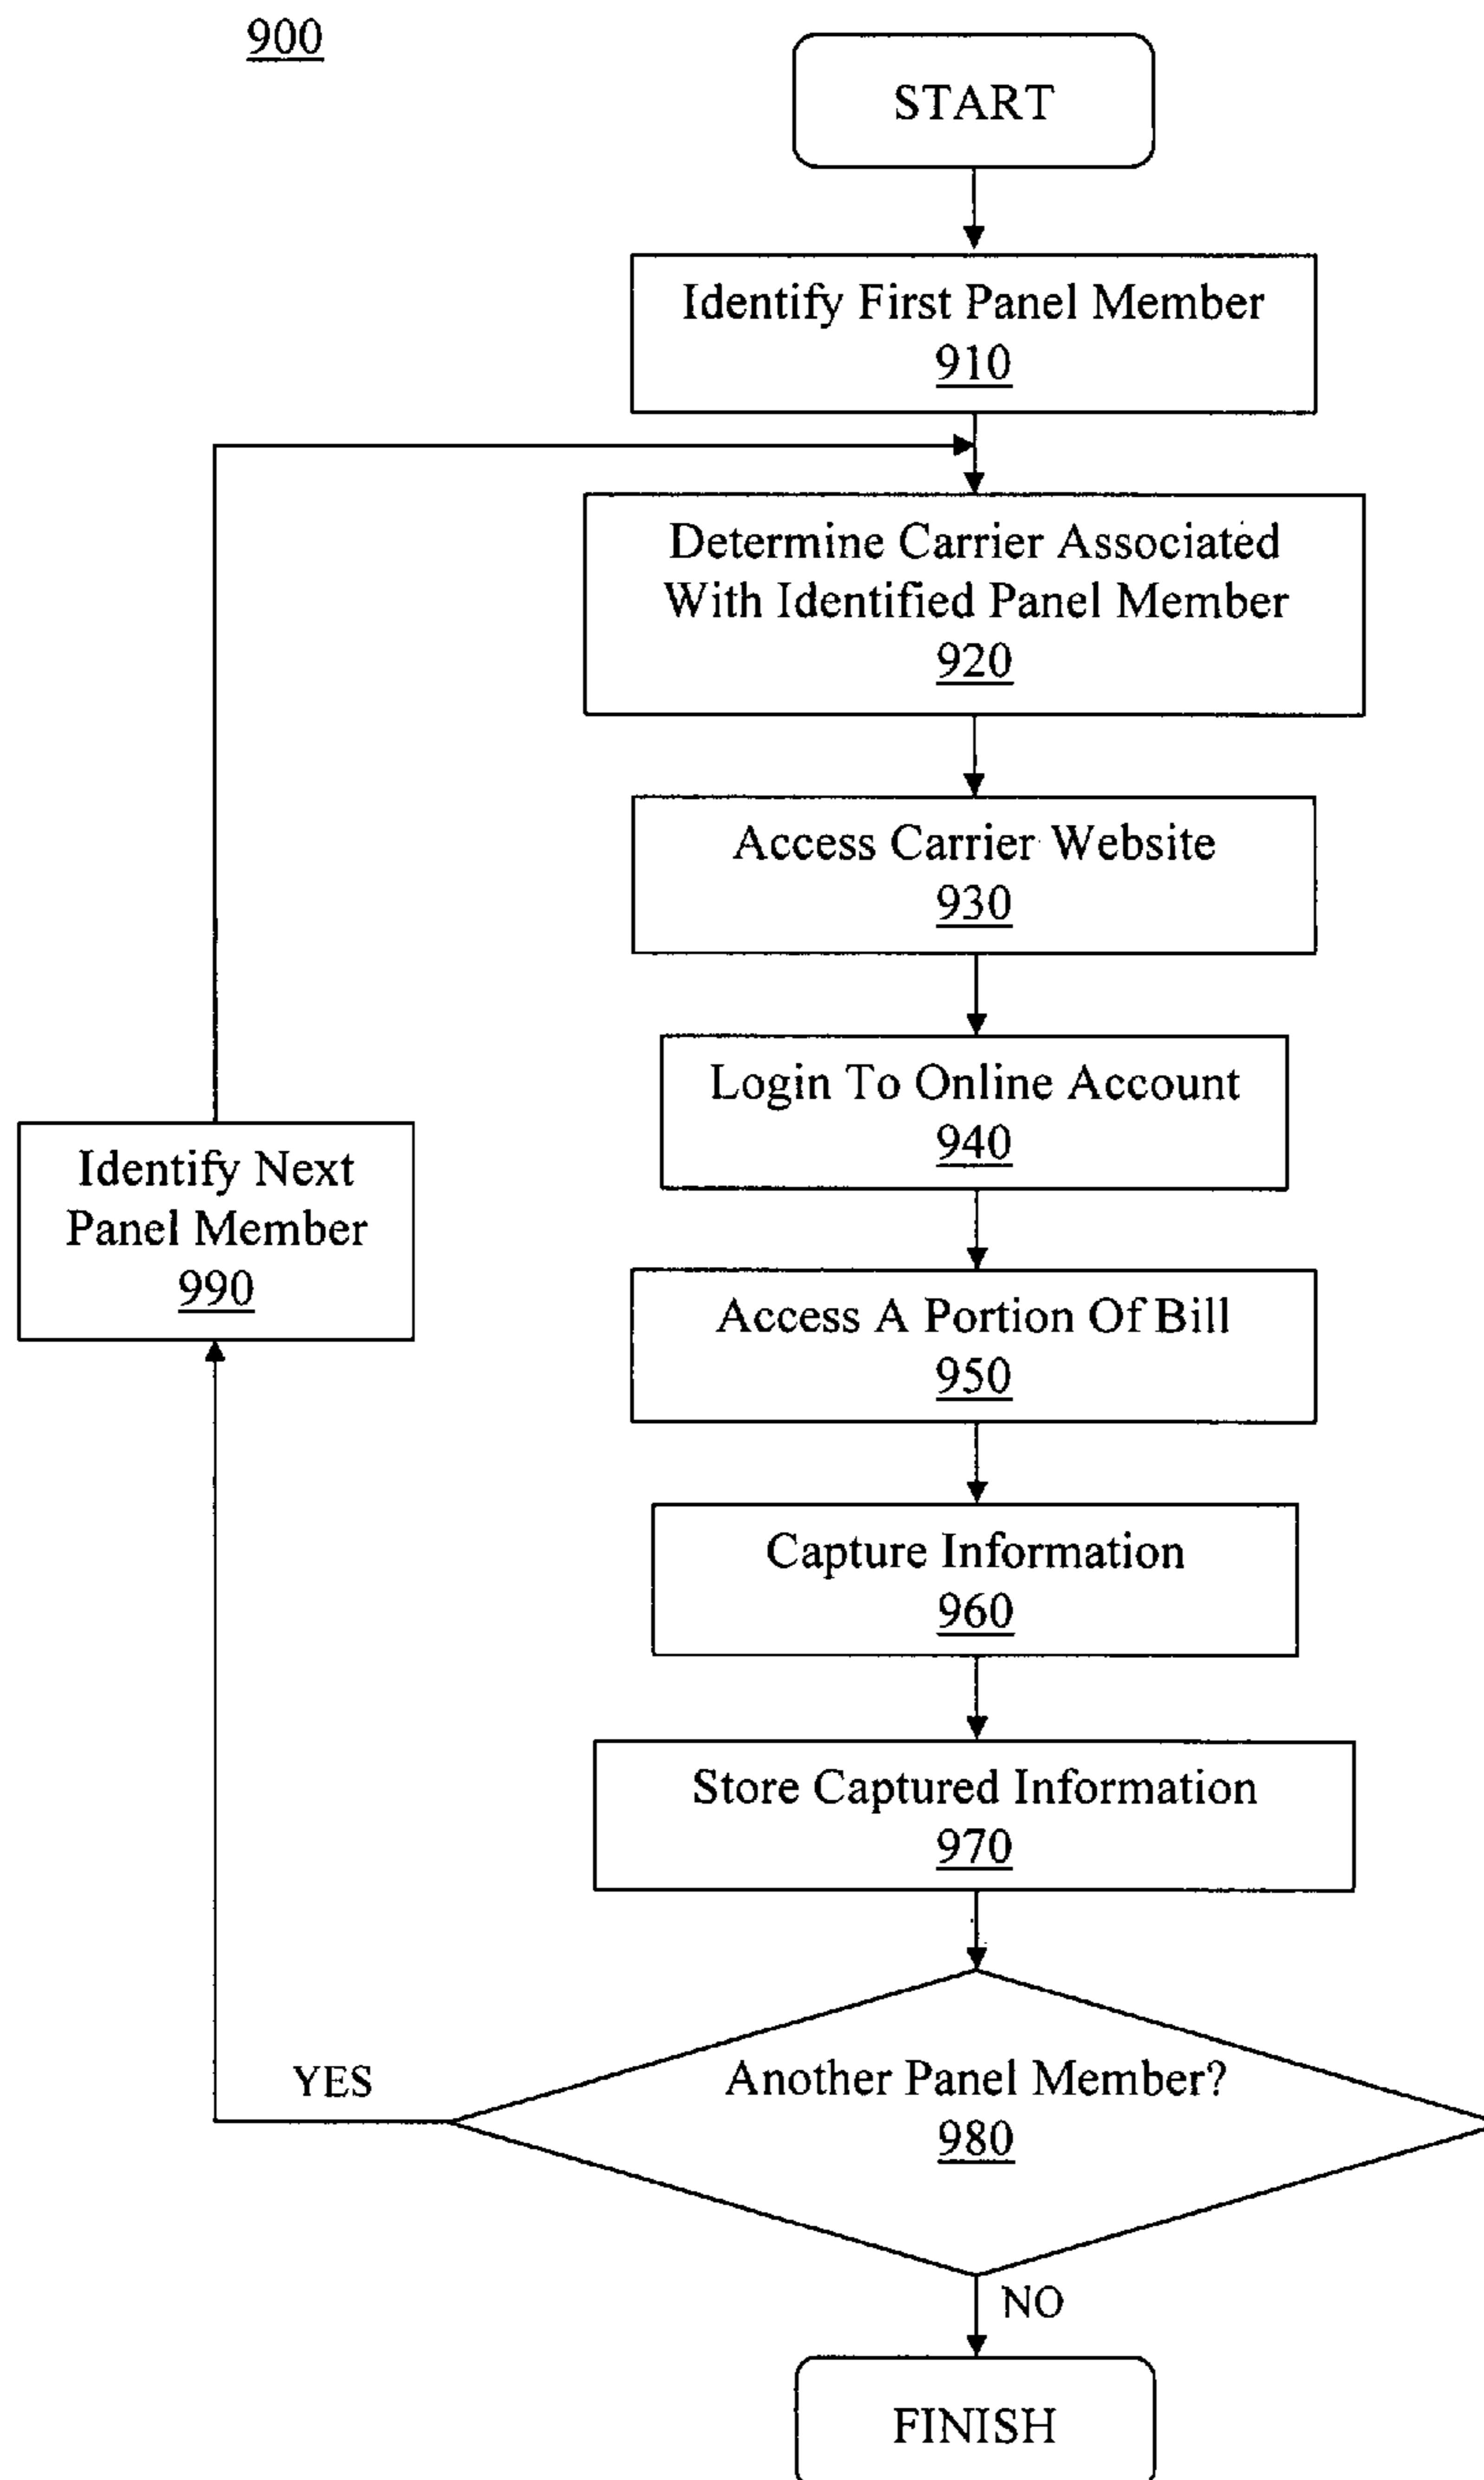 900
START
Identify First Panel Member
910
Determine Carrier Associated
With Identified Panel Member
920
Access Carrier Website
930
Login To Online Account
940
Identify Next
Panel Member
990
Access A Portion Of Bill
950
Capture Information
960
Store Captured Information
970
Another Panel Member?
980
YES
NO
FINISH